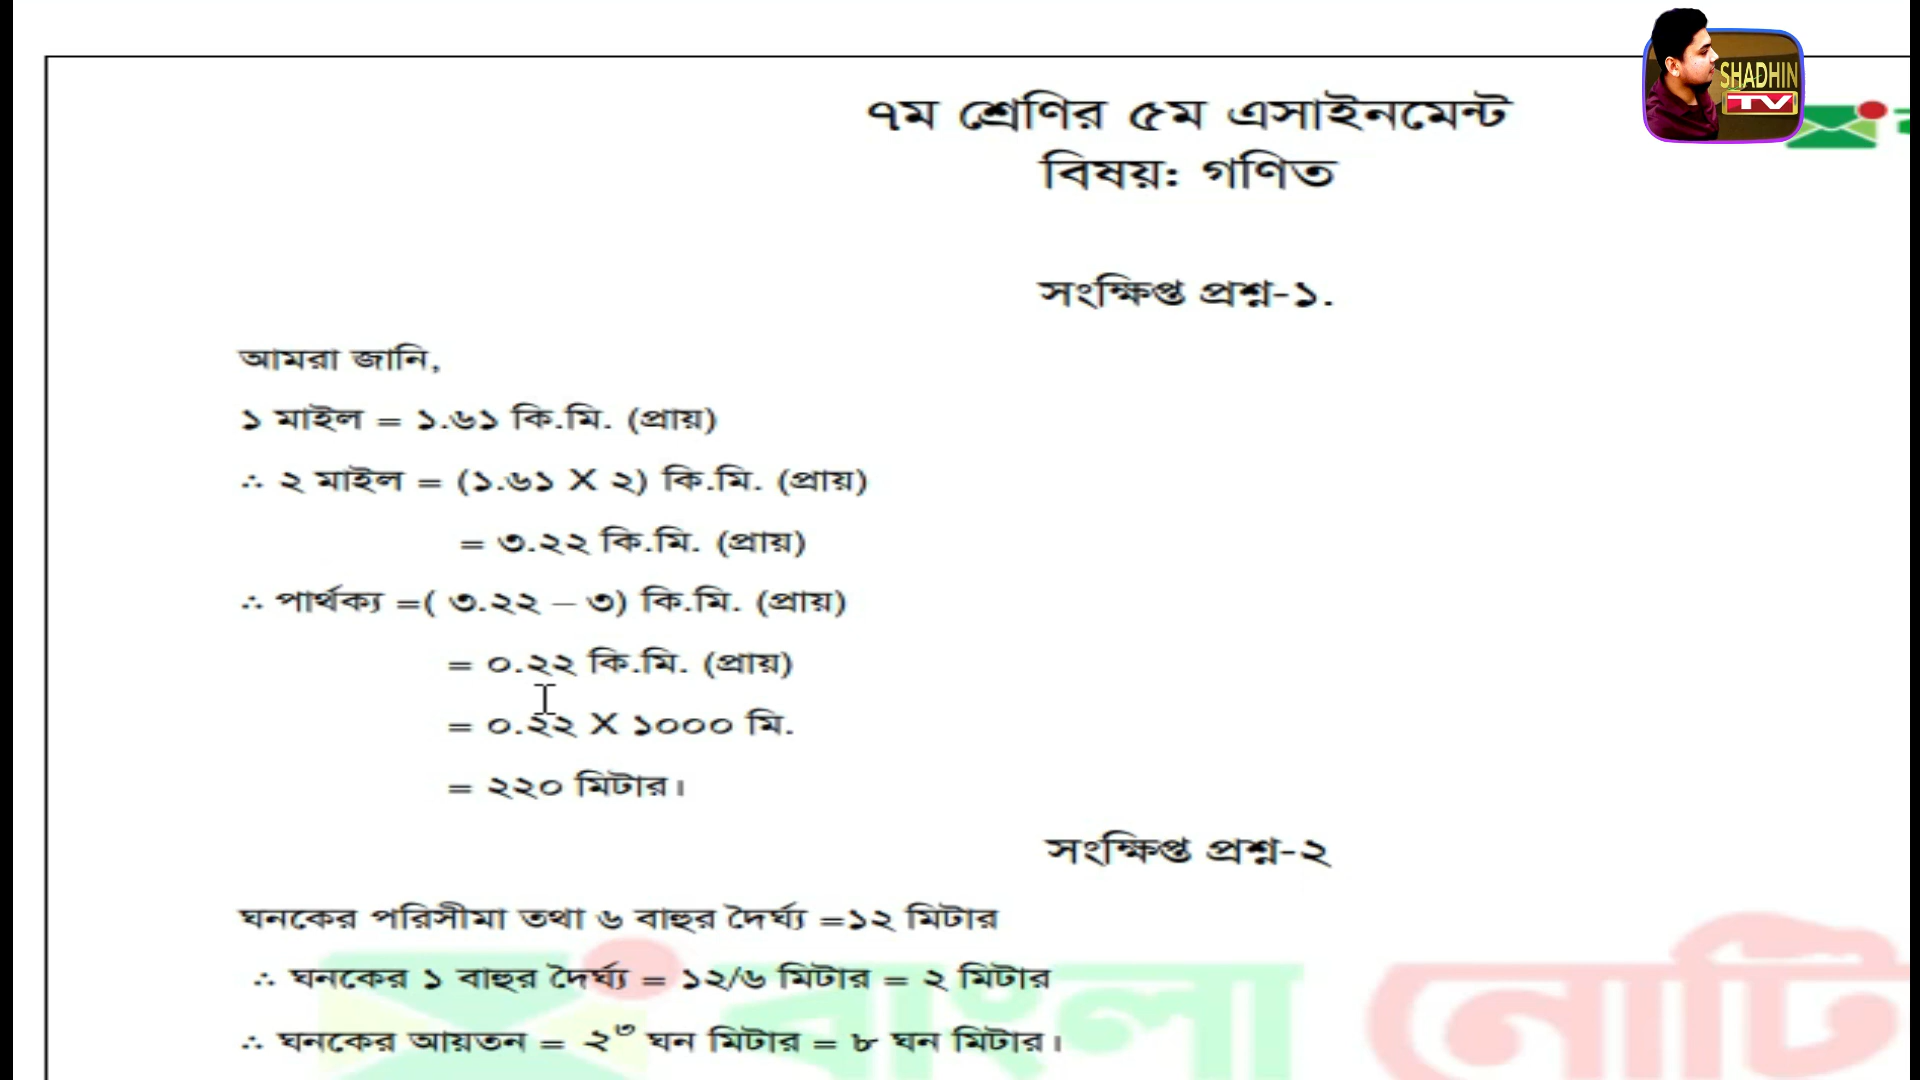 SHADHIN
TV
৭ম শ্রেণির ৫ম এসাইনমেন্ট
বিষয়ঃ গণিত
সংক্ষিপ্ত প্রশ্ন-১.
আমরা জানি,
১ মাইল = ১.৬১ কি.মি. (প্রায়)
∴ ২ মাইল = (১.৬১ X ২) কি.মি. (প্রায়)
= ৩.২২ কি.মি. (প্রায়)
∴ পার্থক্য =( ৩.২২ – ৩) কি.মি. (প্রায়)
= ০.২২ কি.মি. (প্রায়)
= ০.২২ X ১০০০ মি.
= ২২০ মিটার।
সংক্ষিপ্ত প্রশ্ন-২
ঘনকের পরিসীমা তথা ৬ বাহুর দৈর্ঘ্য =১২ মিটার
∴ ঘনকের ১ বাহুর দৈর্ঘ্য = ১২/৬ মিটার = ২ মিটার
∴ ঘনকের আয়তন = ২^৩ ঘন মিটার = ৮ ঘন মিটার।
বাংলা নোটি